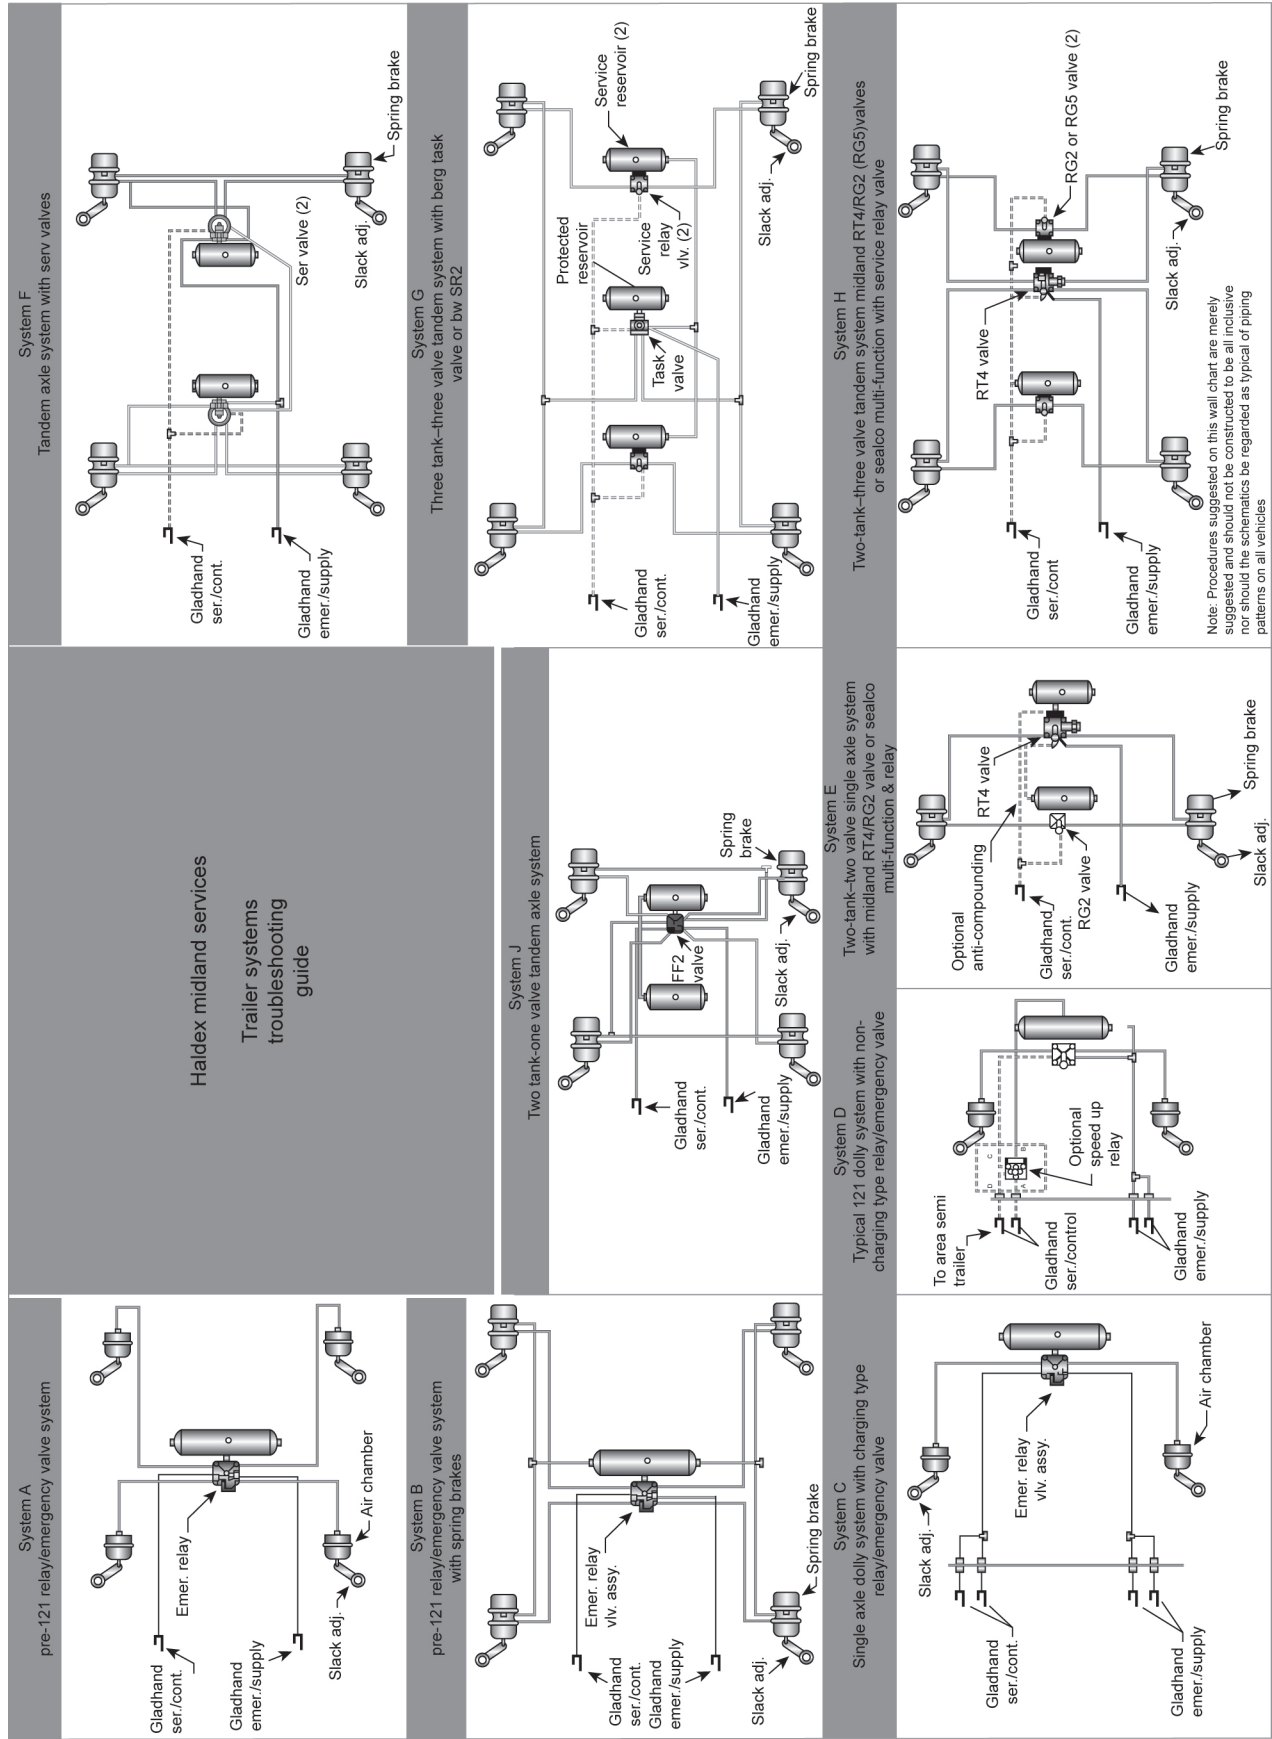 Haldex midland services
Trailer systems
troubleshooting
guide
System A
pre-121 relay/emergency valve system
Gladhand
ser./cont.
Gladhand
emer./supply
Emer. relay
Slack adj.
Air chamber
System B
pre-121 relay/emergency valve system
with spring brakes
Gladhand
ser./cont.
Gladhand
emer./supply
Emer. relay
vlv. assy.
Slack adj.
Spring brake
System C
Single axle dolly system with charging type
relay/emergency valve
Gladhand
ser./cont.
Gladhand
emer./supply
Slack adj.
Emer. relay
vlv. assy.
Air chamber
System J
Two tank-one valve tandem axle system
Gladhand
ser./cont.
Gladhand
emer./supply
FF2
valve
Slack adj.
Spring
brake
System D
Typical 121 dolly system with non-
charging type relay/emergency valve
To area semi
trailer
Gladhand
ser./control
Gladhand
emer./supply
D
C
A
B
Optional
speed up
relay
System E
Two-tank–two valve single axle system
with midland RT4/RG2 valve or sealco
multi-function & relay
Optional
anti-compounding
RT4 valve
Gladhand
ser./cont.
RG2 valve
Gladhand
emer./supply
Slack adj.
Spring brake
System F
Tandem axle system with serv valves
Gladhand
ser./cont.
Gladhand
emer./supply
Ser valve (2)
Slack adj.
Spring brake
System G
Three tank–three valve tandem system with berg task
valve or bw SR2
Gladhand
ser./cont.
Gladhand
emer./supply
Task
valve
Protected
reservoir
Service
relay
vlv. (2)
Service
reservoir (2)
Slack adj.
Spring brake
System H
Two-tank–three valve tandem system midland RT4/RG2 (RG5)valves
or sealco multi-function with service relay valve
Gladhand
ser./cont
Gladhand
emer./supply
RT4 valve
RG2 or RG5 valve (2)
Slack adj.
Spring brake
Note: Procedures suggested on this wall chart are merely
suggested and should not be constructed to be all inclusive
nor should the schematics be regarded as typical of piping
patterns on all vehicles